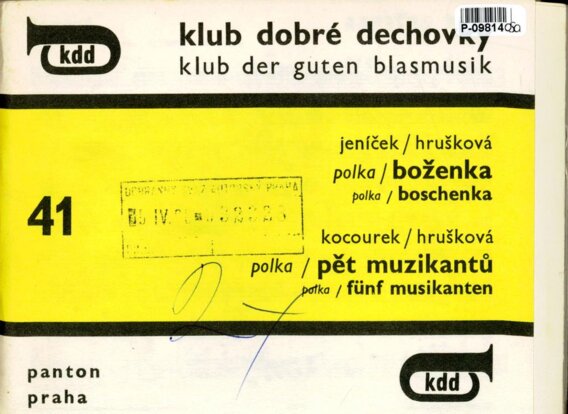 kdd
klub dobré dechovky
klub der guten blasmusik
P-09814
jeníček / hrušková
polka / boženka
polka / boschenka
41
kocourek / hrušková
polka / pět muzikantů
polka / fünf musikanten
panton
praha
kdd